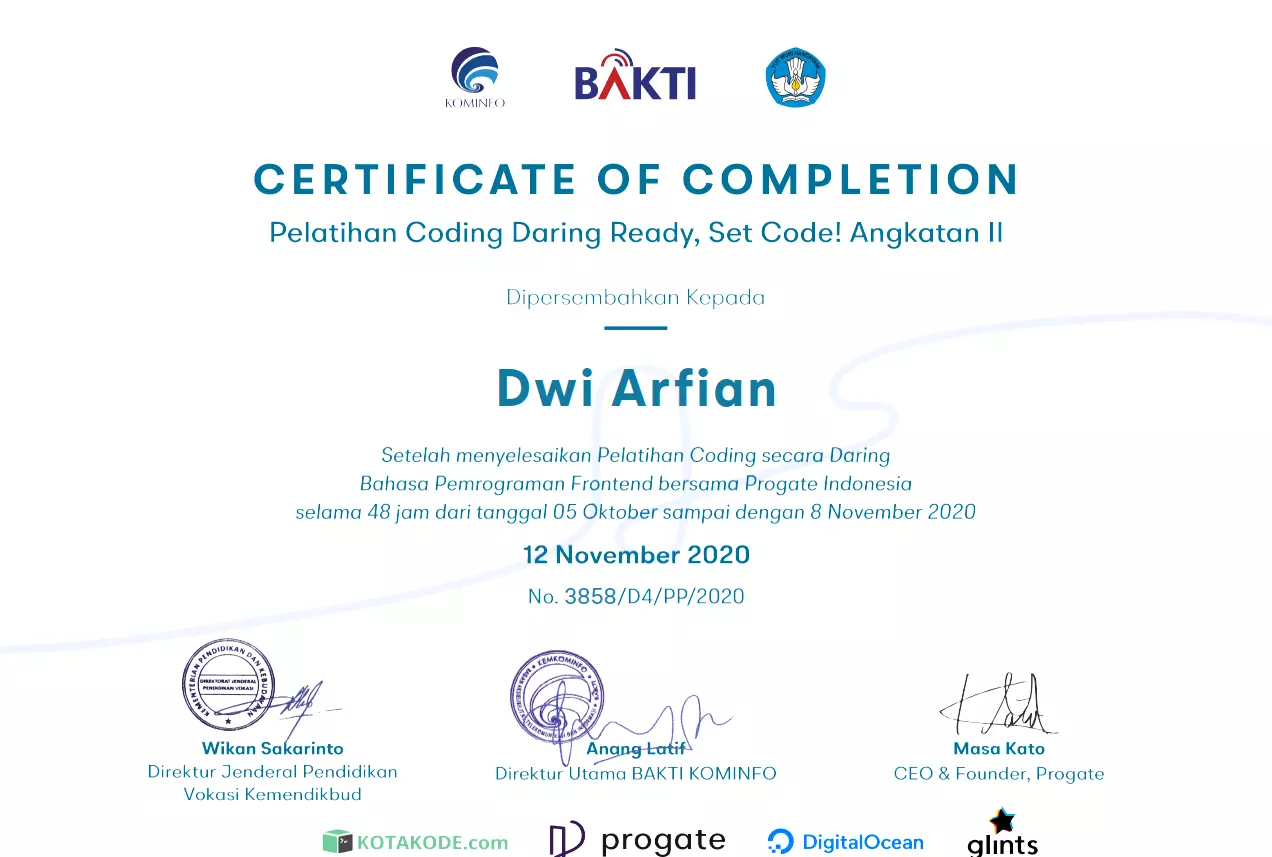 KOMINFO
BAKTI
TUT WURI HANDAYANI
CERTIFICATE OF COMPLETION
Pelatihan Coding Daring Ready, Set Code! Angkatan II
Dipersembahkan Kepada
Dwi Arfian
Setelah menyelesaikan Pelatihan Coding secara Daring
Bahasa Pemrograman Frontend bersama Progate Indonesia
selama 48 jam dari tanggal 05 Oktober sampai dengan 8 November 2020
12 November 2020
No. 3858/D4/PP/2020
KEMENTERIAN PENDIDIKAN DAN KEBUDAYAAN
DIREKTORAT JENDERAL
PENDIDIKAN VOKASI
KEMKOMINFO
BAKTI
Wikan Sakarinto
Direktur Jenderal Pendidikan
Vokasi Kemendikbud
Anang Latif
Direktur Utama BAKTI KOMINFO
Masa Kato
CEO & Founder, Progate
KOTAKODE.com
progate
DigitalOcean
glints